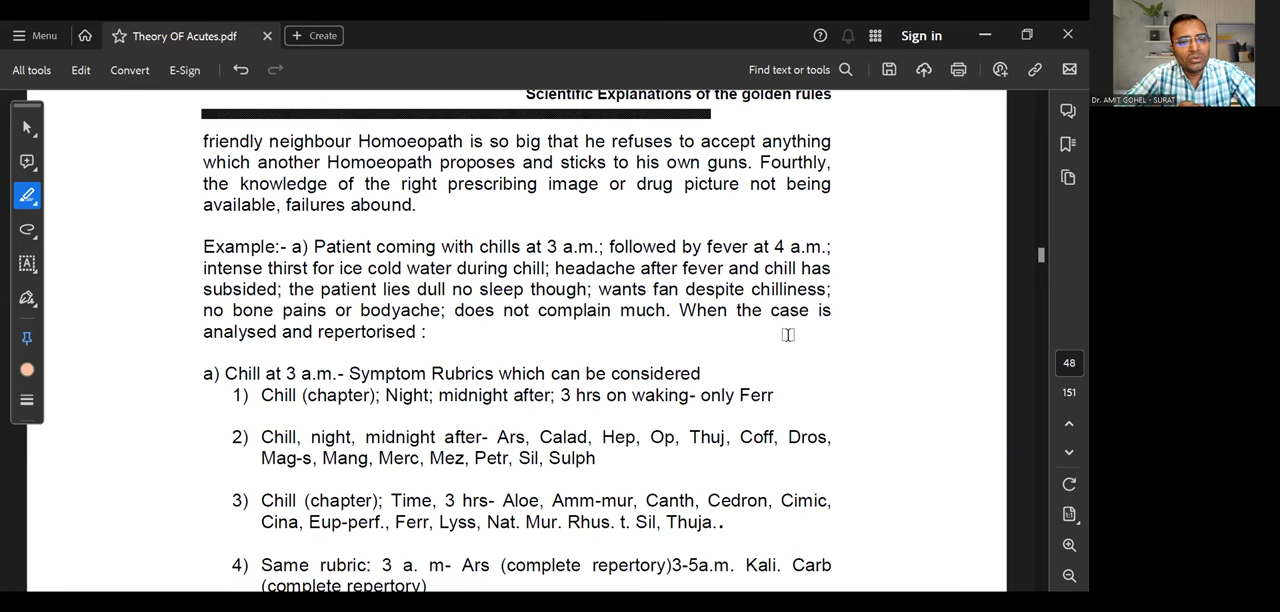 Menu
Theory OF Acutes.pdf
Create
Sign in
All tools
Edit
Convert
E-Sign
Find text or tools
Dr. AMIT GOHEL - SURAT
Scientific Explanations of the golden rules
friendly neighbour Homoeopath is so big that he refuses to accept anything
which another Homoeopath proposes and sticks to his own guns. Fourthly,
the knowledge of the right prescribing image or drug picture not being
available, failures abound.
Example:- a) Patient coming with chills at 3 a.m.; followed by fever at 4 a.m.;
intense thirst for ice cold water during chill; headache after fever and chill has
subsided; the patient lies dull no sleep though; wants fan despite chilliness;
no bone pains or bodyache; does not complain much. When the case is
analysed and repertorised :
a) Chill at 3 a.m.- Symptom Rubrics which can be considered
1) Chill (chapter); Night; midnight after; 3 hrs on waking- only Ferr
2) Chill, night, midnight after- Ars, Calad, Hep, Op, Thuj, Coff, Dros,
Mag-s, Mang, Merc, Mez, Petr, Sil, Sulph
3) Chill (chapter); Time, 3 hrs- Aloe, Amm-mur, Canth, Cedron, Cimic,
Cina, Eup-perf., Ferr, Lyss, Nat. Mur. Rhus. t. Sil, Thuja..
4) Same rubric: 3 a. m- Ars (complete repertory)3-5a.m. Kali. Carb
(complete repertory)
48
151